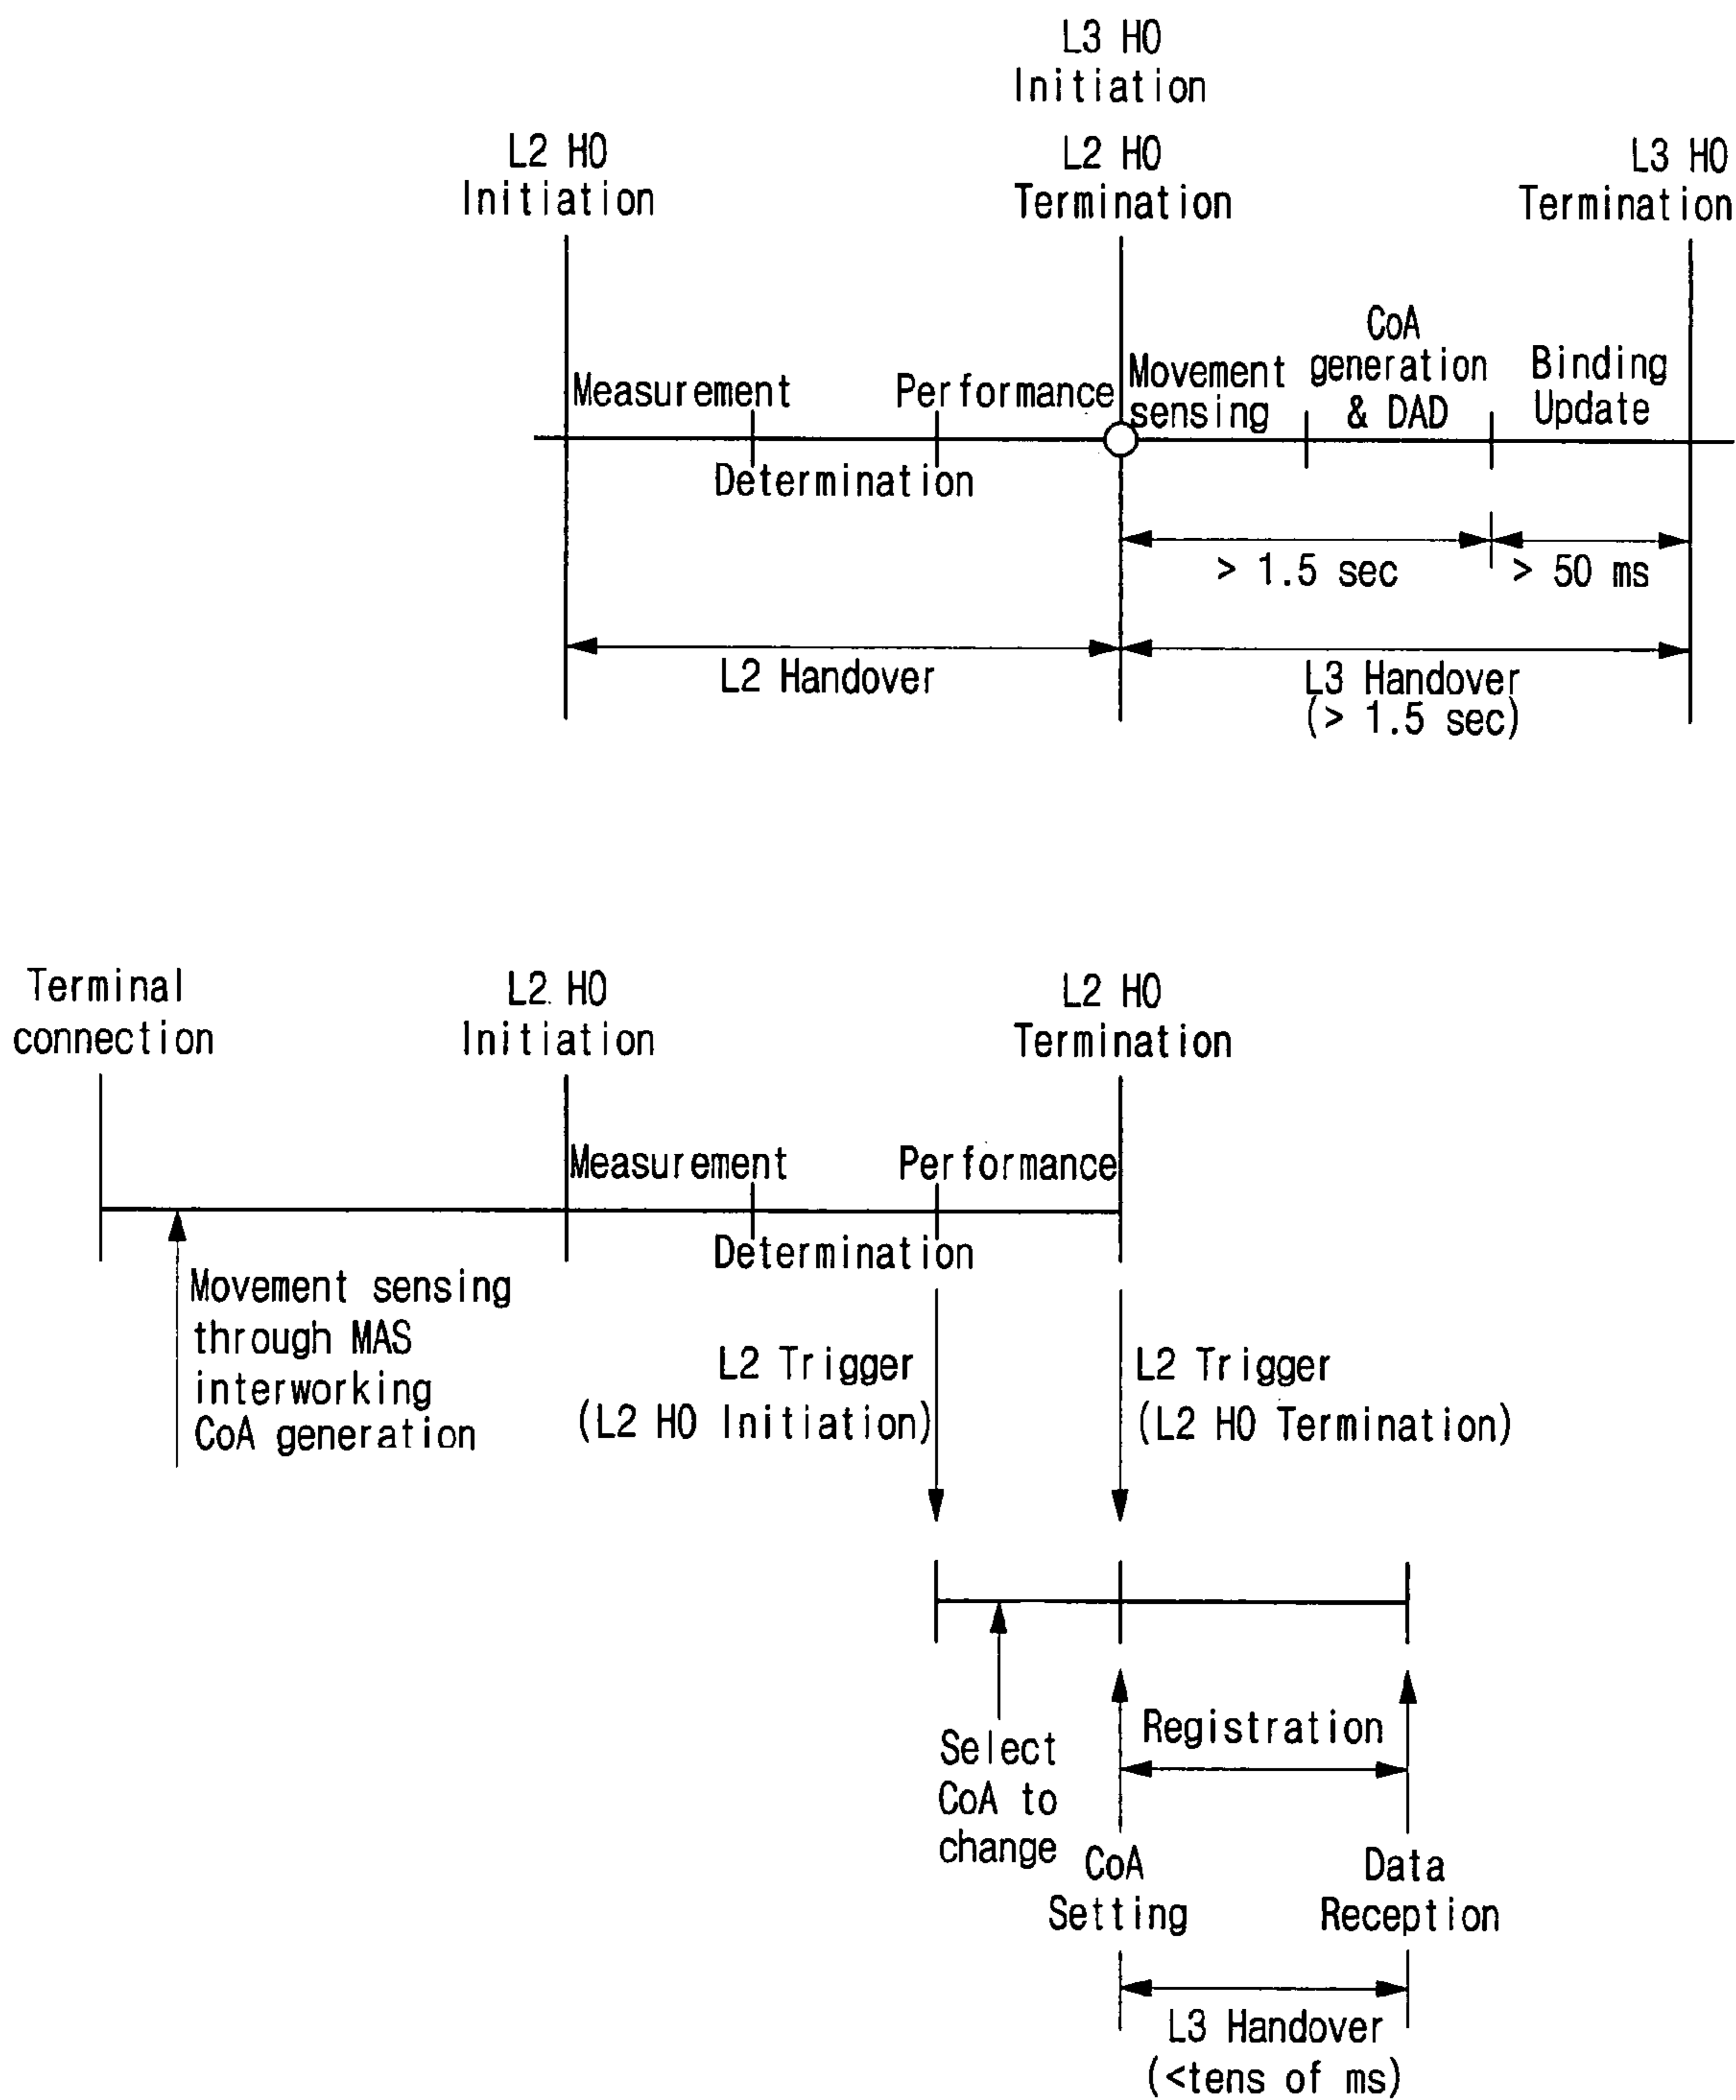 L3 HO
Initiation
L2 HO
Initiation
L2 HO
Termination
L3 HO
Termination
Measurement
Determination
Performance
Movement
sensing
CoA
generation
& DAD
Binding
Update
> 1.5 sec
> 50 ms
L2 Handover
L3 Handover
(> 1.5 sec)
Terminal
connection
L2 HO
Initiation
L2 HO
Termination
Measurement
Determination
Performance
Movement sensing
through MAS
interworking
CoA generation
L2 Trigger
(L2 HO Initiation)
L2 Trigger
(L2 HO Termination)
Select
CoA to
change
Registration
CoA
Setting
Data
Reception
L3 Handover
(<tens of ms)